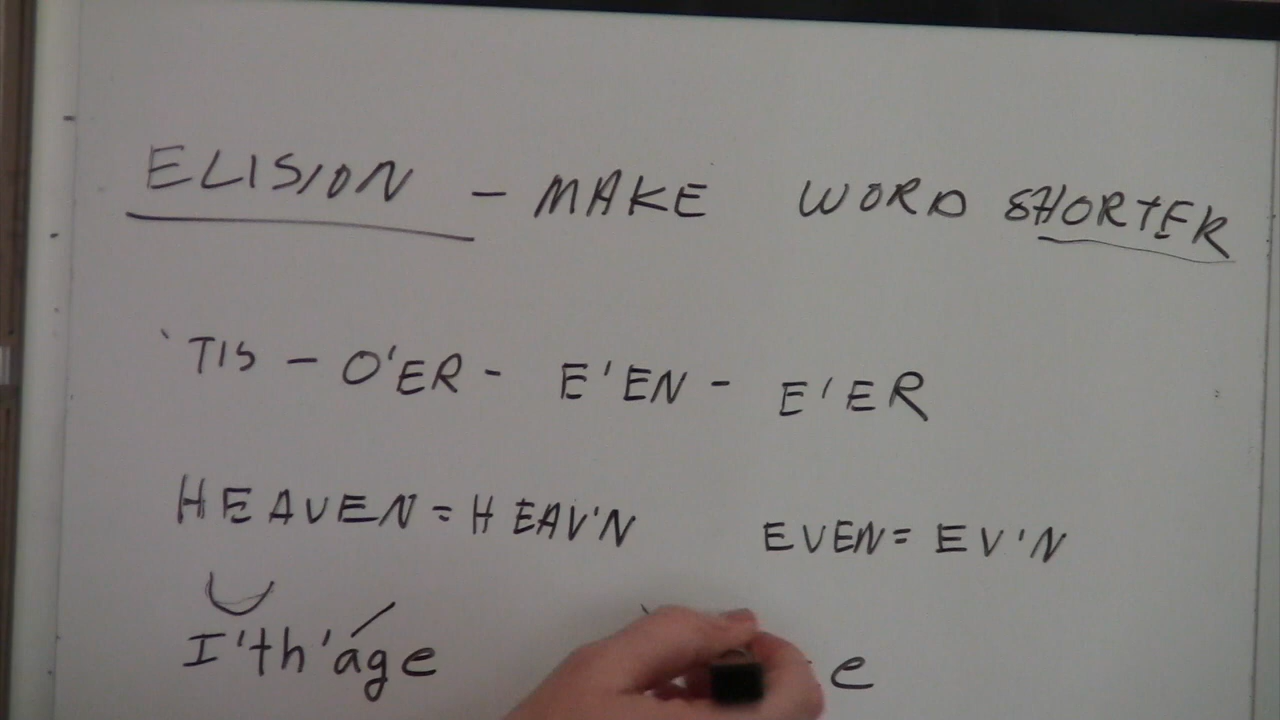 ELISION - MAKE WORD SHORTER
'TIS - O'ER - E'EN - E'ER
HEAVEN = HEAV'N EVEN = EV'N
I'th'age e